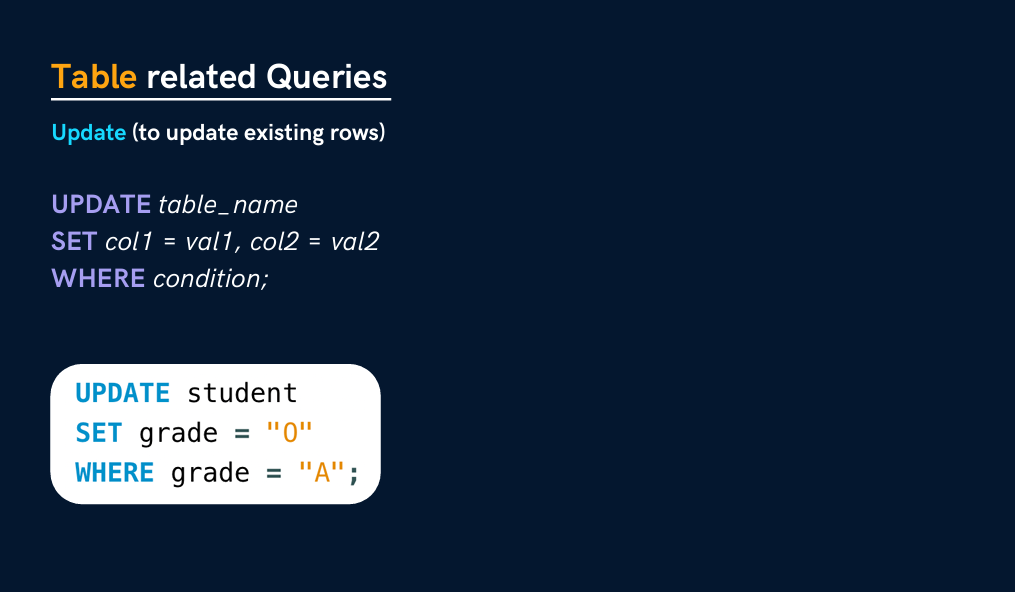 Table related Queries
Update (to update existing rows)
UPDATE table_name
SET col1 = val1, col2 = val2
WHERE condition;
UPDATE student
SET grade = "O"
WHERE grade = "A";